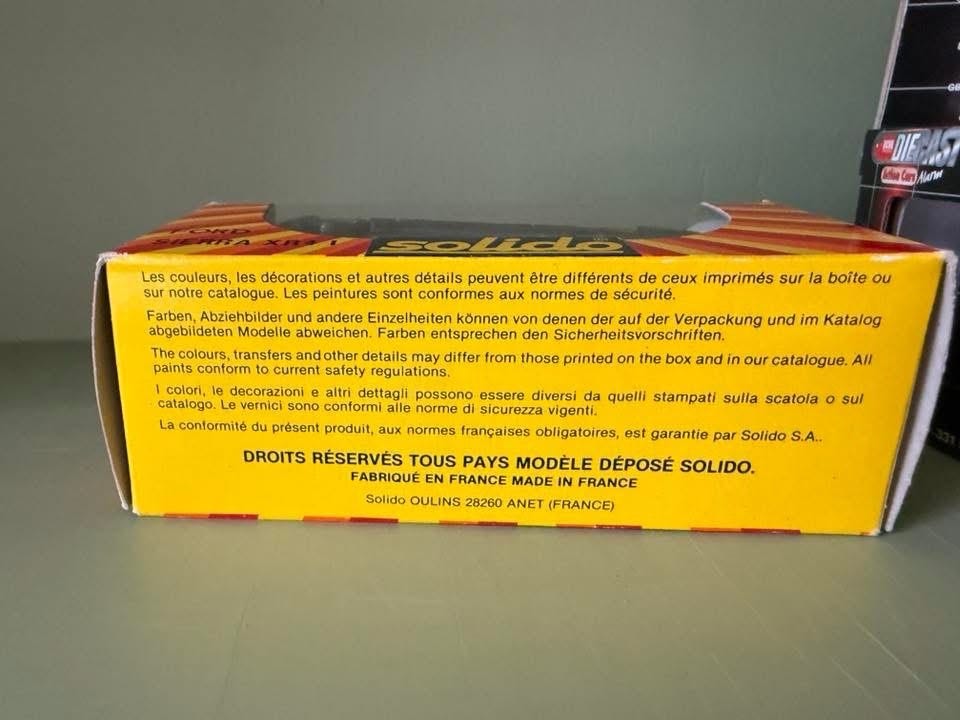 FORD
SIERRA XR4 I
solido
Les couleurs, les décorations et autres détails peuvent être différents de ceux imprimés sur la boîte ou
sur notre catalogue. Les peintures sont conformes aux normes de sécurité.
Farben, Abziehbilder und andere Einzelheiten können von denen der auf der Verpackung und im Katalog
abgebildeten Modelle abweichen. Farben entsprechen den Sicherheitsvorschriften.
The colours, transfers and other details may differ from those printed on the box and in our catalogue. All
paints conform to current safety regulations.
I colori, le decorazioni e altri dettagli possono essere diversi da quelli stampati sulla scatola o sul
catalogo. Le vernici sono conformi alle norme di sicurezza vigenti.
La conformité du présent produit, aux normes françaises obligatoires, est garantie par Solido S.A..
DROITS RÉSERVÉS TOUS PAYS MODÈLE DÉPOSÉ SOLIDO.
FABRIQUÉ EN FRANCE MADE IN FRANCE
Solido OULINS 28260 ANET (FRANCE)
GB
DIECAST
Action Cars